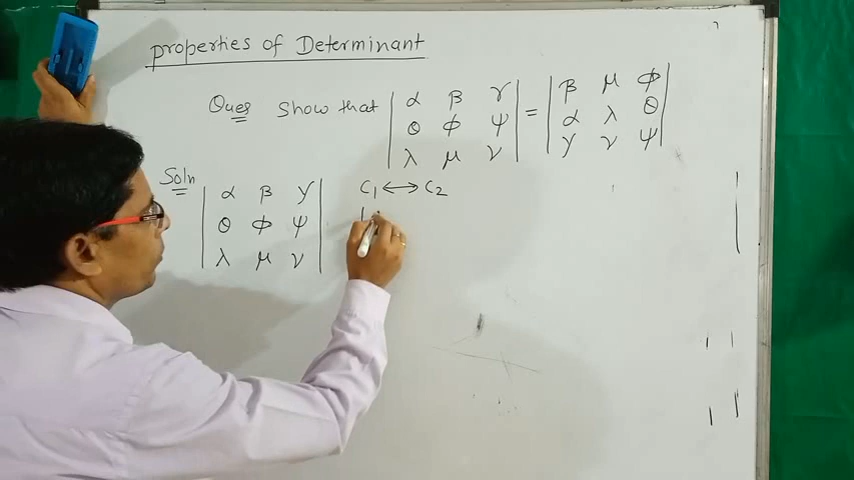 properties of Determinant
Ques Show that | α β γ | = | β μ ϕ |
| θ ϕ ψ | | α λ θ |
| λ μ ν | | γ ν ψ |
Soln | α β γ | C₁ ↔ C₂
| θ ϕ ψ |
| λ μ ν |